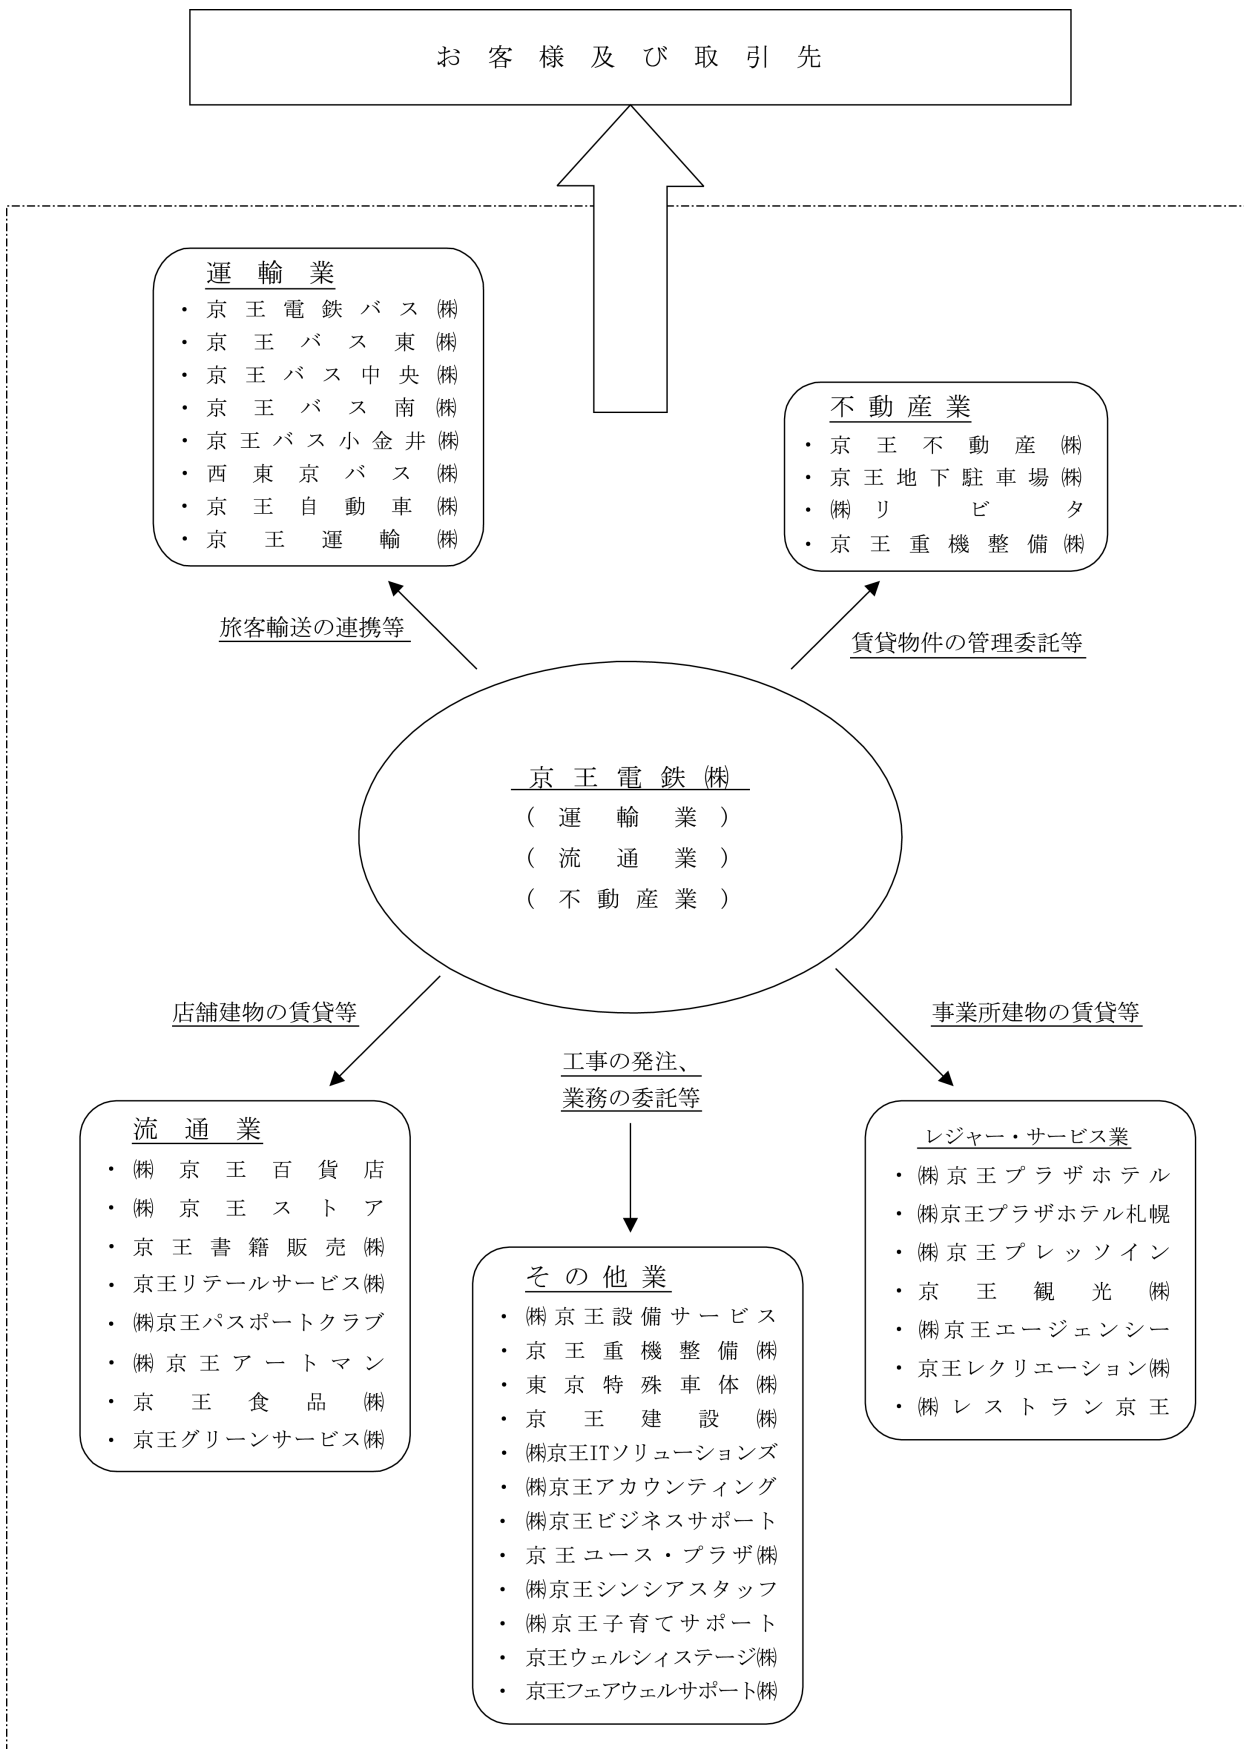 お客様及び取引先
運輸業
・京王電鉄バス㈱
・京王バス東㈱
・京王バス中央㈱
・京王バス南㈱
・京王バス小金井㈱
・西東京バス㈱
・京王自動車㈱
・京王運輸㈱
不動産業
・京王不動産㈱
・京王地下駐車場㈱
・㈱リビタ
・京王重機整備㈱
旅客輸送の連携等
賃貸物件の管理委託等
京王電鉄㈱
(運輸業)
(流通業)
(不動産業)
店舗建物の賃貸等
工事の発注、
業務の委託等
事業所建物の賃貸等
流通業
・㈱京王百貨店
・㈱京王ストア
・京王書籍販売㈱
・京王リテールサービス㈱
・㈱京王パスポートクラブ
・㈱京王アートマン
・京王食品㈱
・京王グリーンサービス㈱
その他業
・㈱京王設備サービス
・京王重機整備㈱
・東京特殊車体㈱
・京王建設㈱
・㈱京王ITソリューションズ
・㈱京王アカウンティング
・㈱京王ビジネスサポート
・京王ユース・プラザ㈱
・㈱京王シンシアスタッフ
・㈱京王子育てサポート
・京王ウェルシィステージ㈱
・京王フェアウェルサポート㈱
レジャー・サービス業
・㈱京王プラザホテル
・㈱京王プラザホテル札幌
・㈱京王プレッソイン
・京王観光㈱
・㈱京王エージェンシー
・京王レクリエーション㈱
・㈱レストラン京王